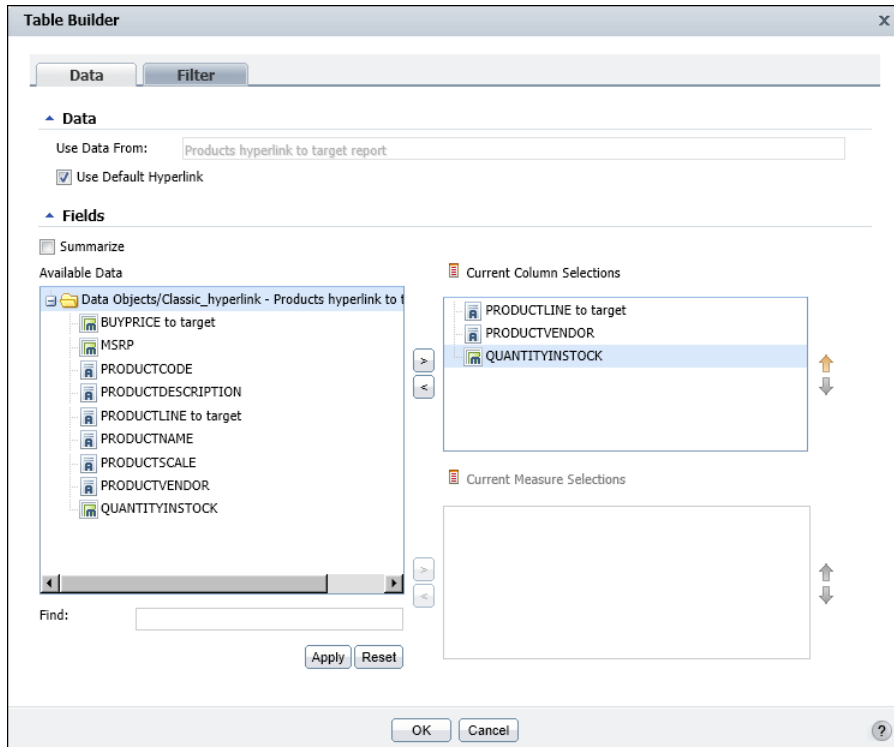 Table Builder
x
Data
Filter
Data
Use Data From:
Products hyperlink to target report
Use Default Hyperlink
Fields
Summarize
Available Data
Data Objects/Classic_hyperlink - Products hyperlink to t
BUYPRICE to target
MSRP
PRODUCTCODE
PRODUCTDESCRIPTION
PRODUCTLINE to target
PRODUCTNAME
PRODUCTSCALE
PRODUCTVENDOR
QUANTITYINSTOCK
Find:
Apply
Reset
>
<
>
<
Current Column Selections
PRODUCTLINE to target
PRODUCTVENDOR
QUANTITYINSTOCK
Current Measure Selections
OK
Cancel
?